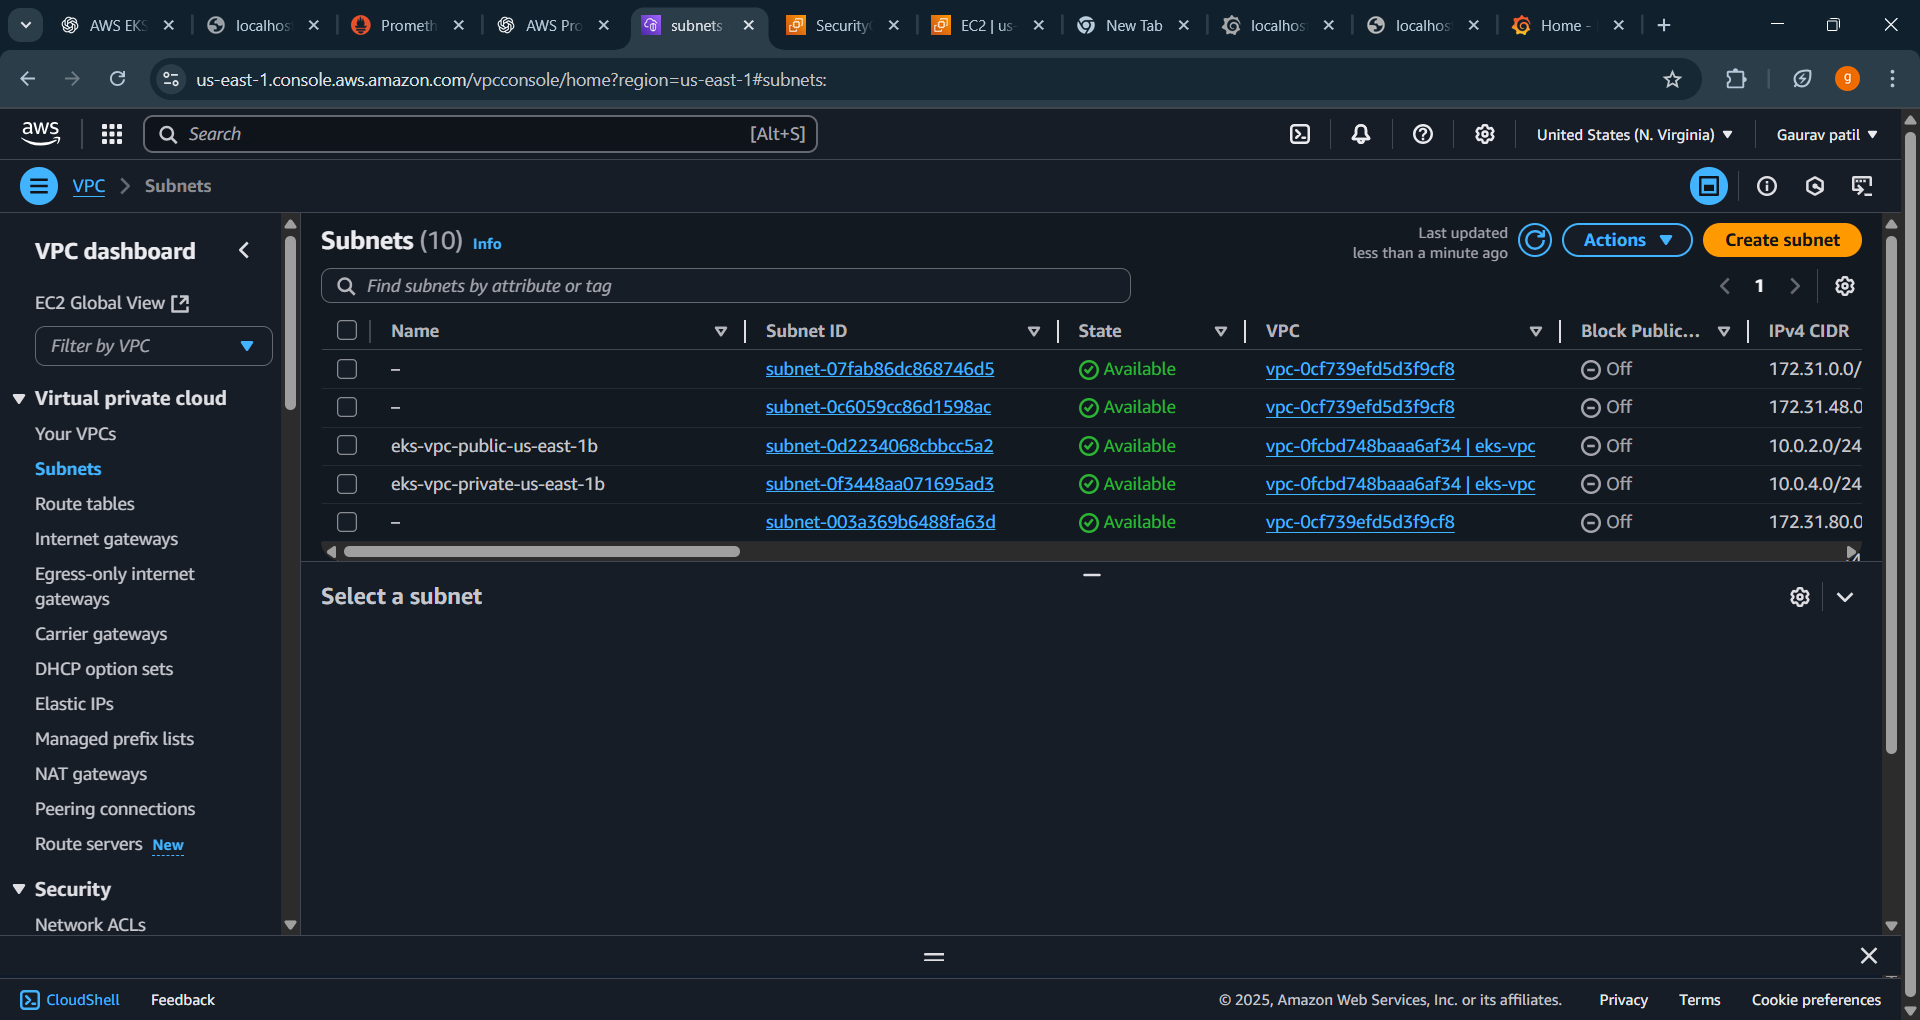 AWS EKS
localhos
Prometh
AWS Pro
subnets
Security
EC2 | us-
New Tab
localhos
localhos
Home -
us-east-1.console.aws.amazon.com/vpcconsole/home?region=us-east-1#subnets:
g
aws
Search
[Alt+S]
United States (N. Virginia)
Gaurav patil
VPC
Subnets
VPC dashboard
EC2 Global View
Filter by VPC
Virtual private cloud
Your VPCs
Subnets
Route tables
Internet gateways
Egress-only internet
gateways
Carrier gateways
DHCP option sets
Elastic IPs
Managed prefix lists
NAT gateways
Peering connections
Route servers New
Security
Network ACLs
Subnets (10) Info
Last updated
less than a minute ago
Actions
Create subnet
Find subnets by attribute or tag
1
Name Subnet ID State VPC Block Public... IPv4 CIDR
– subnet-07fab86dc868746d5 Available vpc-0cf739efd5d3f9cf8 Off 172.31.0.0/
– subnet-0c6059cc86d1598ac Available vpc-0cf739efd5d3f9cf8 Off 172.31.48.0
eks-vpc-public-us-east-1b subnet-0d2234068cbbcc5a2 Available vpc-0fcbd748baaa6af34 | eks-vpc Off 10.0.2.0/24
eks-vpc-private-us-east-1b subnet-0f3448aa071695ad3 Available vpc-0fcbd748baaa6af34 | eks-vpc Off 10.0.4.0/24
– subnet-003a369b6488fa63d Available vpc-0cf739efd5d3f9cf8 Off 172.31.80.0
Select a subnet
CloudShell
Feedback
© 2025, Amazon Web Services, Inc. or its affiliates.
Privacy
Terms
Cookie preferences